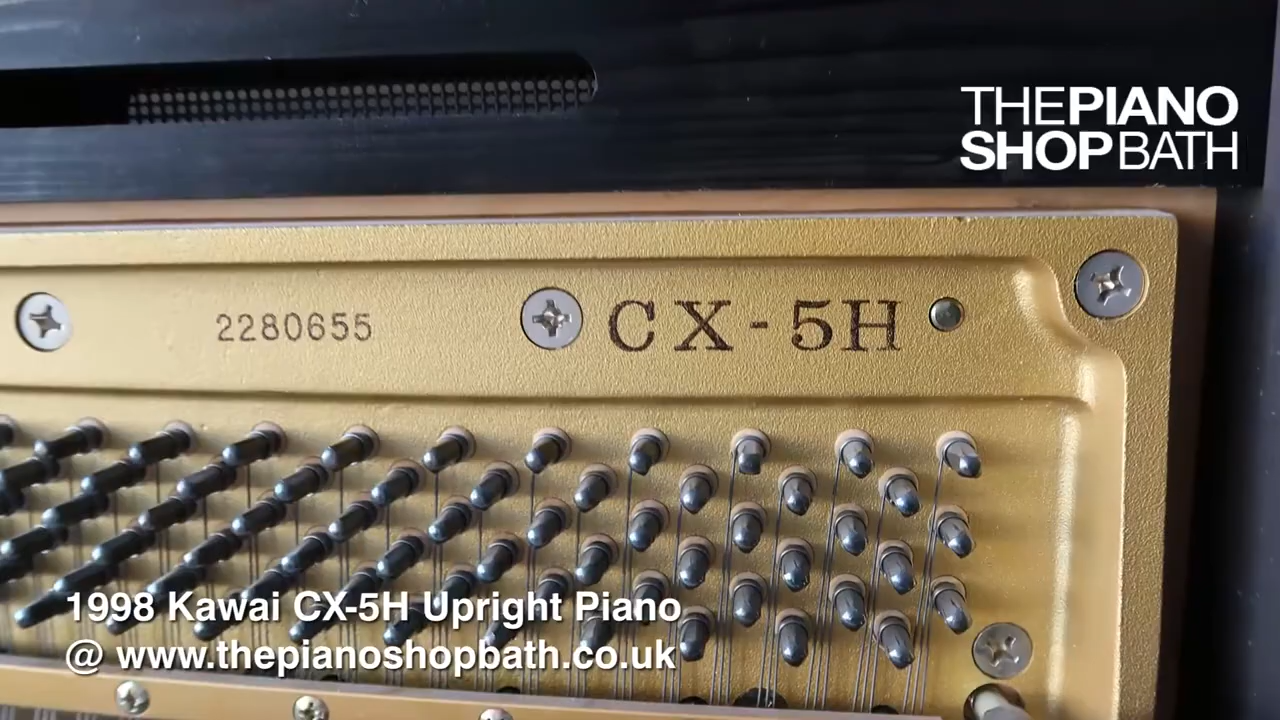 THEPIANO
SHOPBATH
2280655
CX-5H
1998 Kawai CX-5H Upright Piano
@ www.thepianoshopbath.co.uk